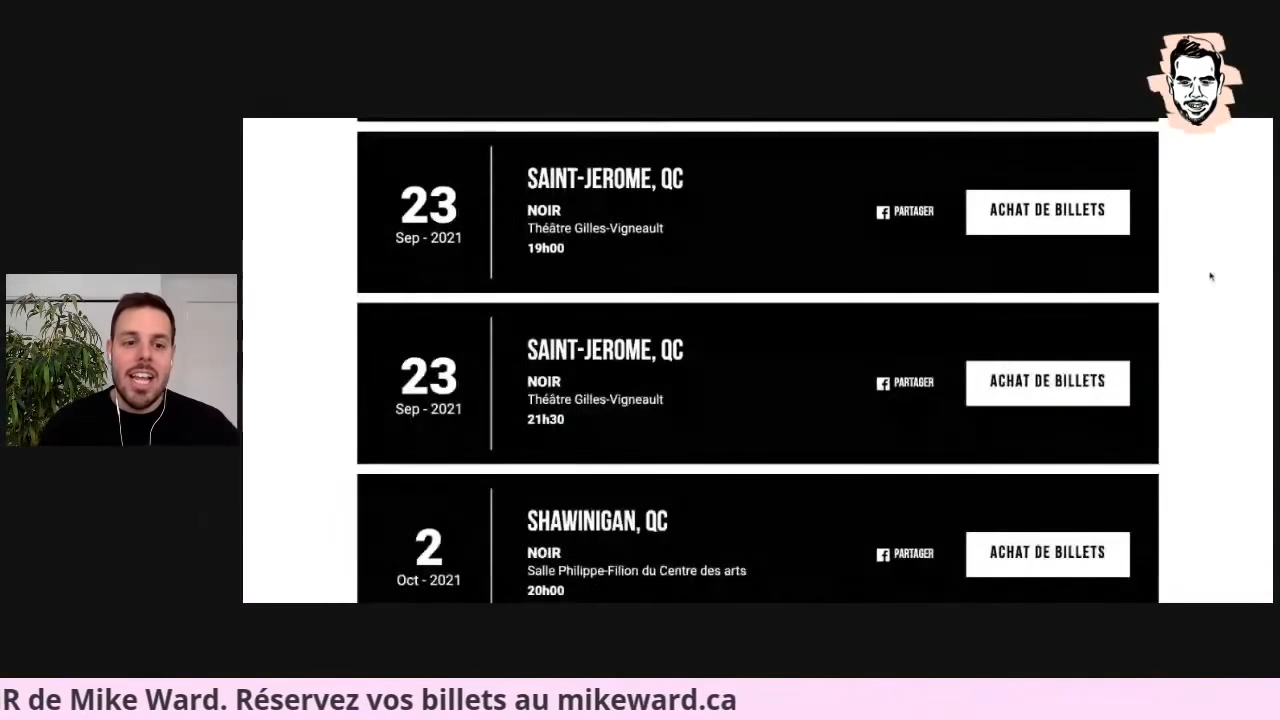 23
Sep - 2021
SAINT-JEROME, QC
NOIR
Théâtre Gilles-Vigneault
19h00
PARTAGER
ACHAT DE BILLETS
23
Sep - 2021
SAINT-JEROME, QC
NOIR
Théâtre Gilles-Vigneault
21h30
PARTAGER
ACHAT DE BILLETS
2
Oct - 2021
SHAWINIGAN, QC
NOIR
Salle Philippe-Filion du Centre des arts
20h00
PARTAGER
ACHAT DE BILLETS
IR de Mike Ward. Réservez vos billets au mikeward.ca